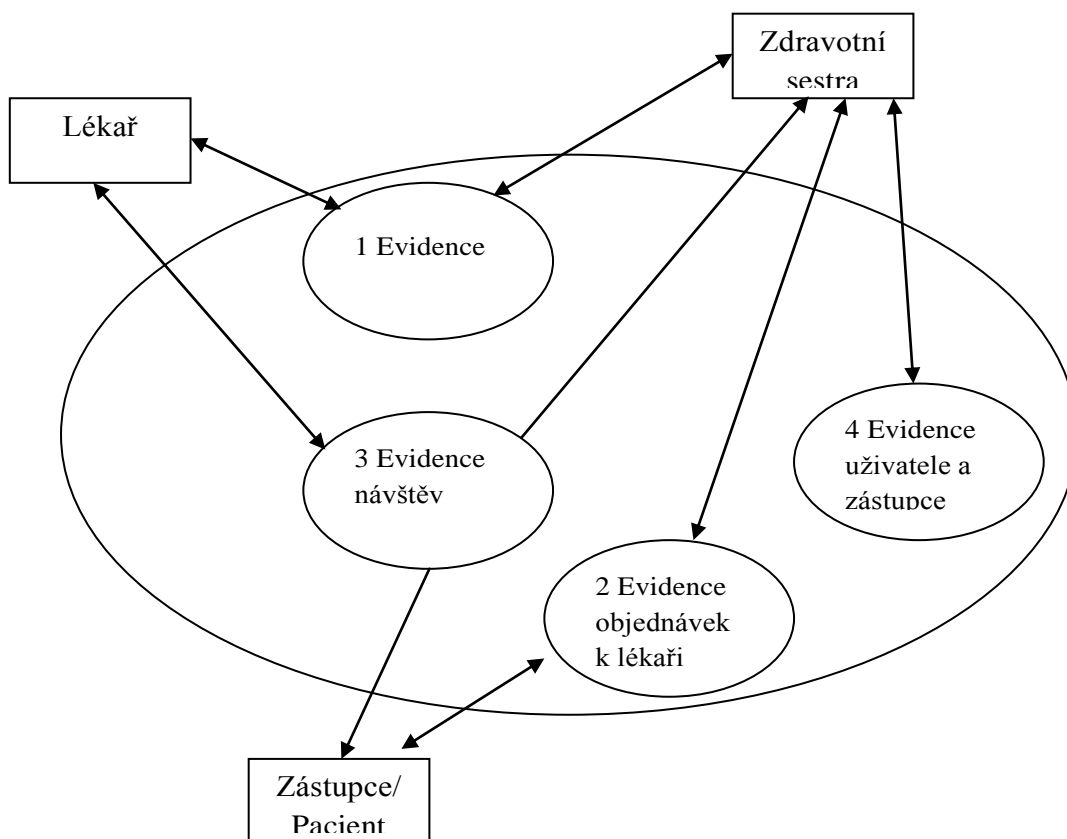 Zdravotní
sestra
Lékař
1 Evidence
3 Evidence
návštěv
4 Evidence
uživatele a
zástupce
2 Evidence
objednávek
k lékaři
Zástupce/
Pacient